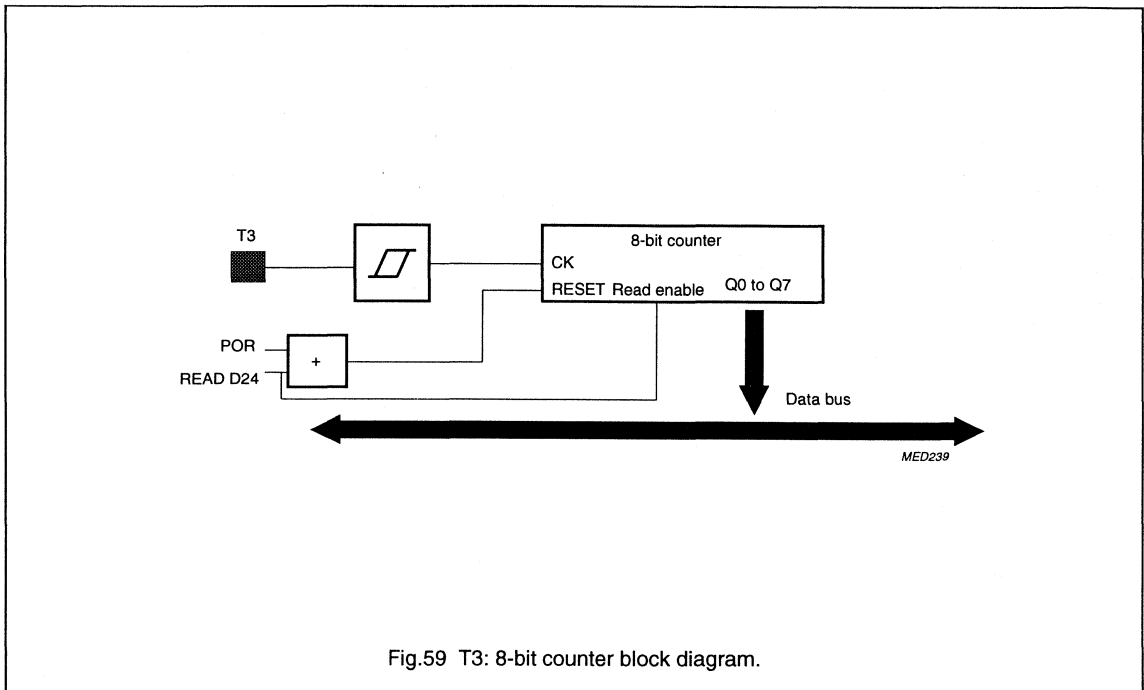 T3
8-bit counter
CK
RESET Read enable Q0 to Q7
POR
+
READ D24
Data bus
MED239
Fig.59 T3: 8-bit counter block diagram.